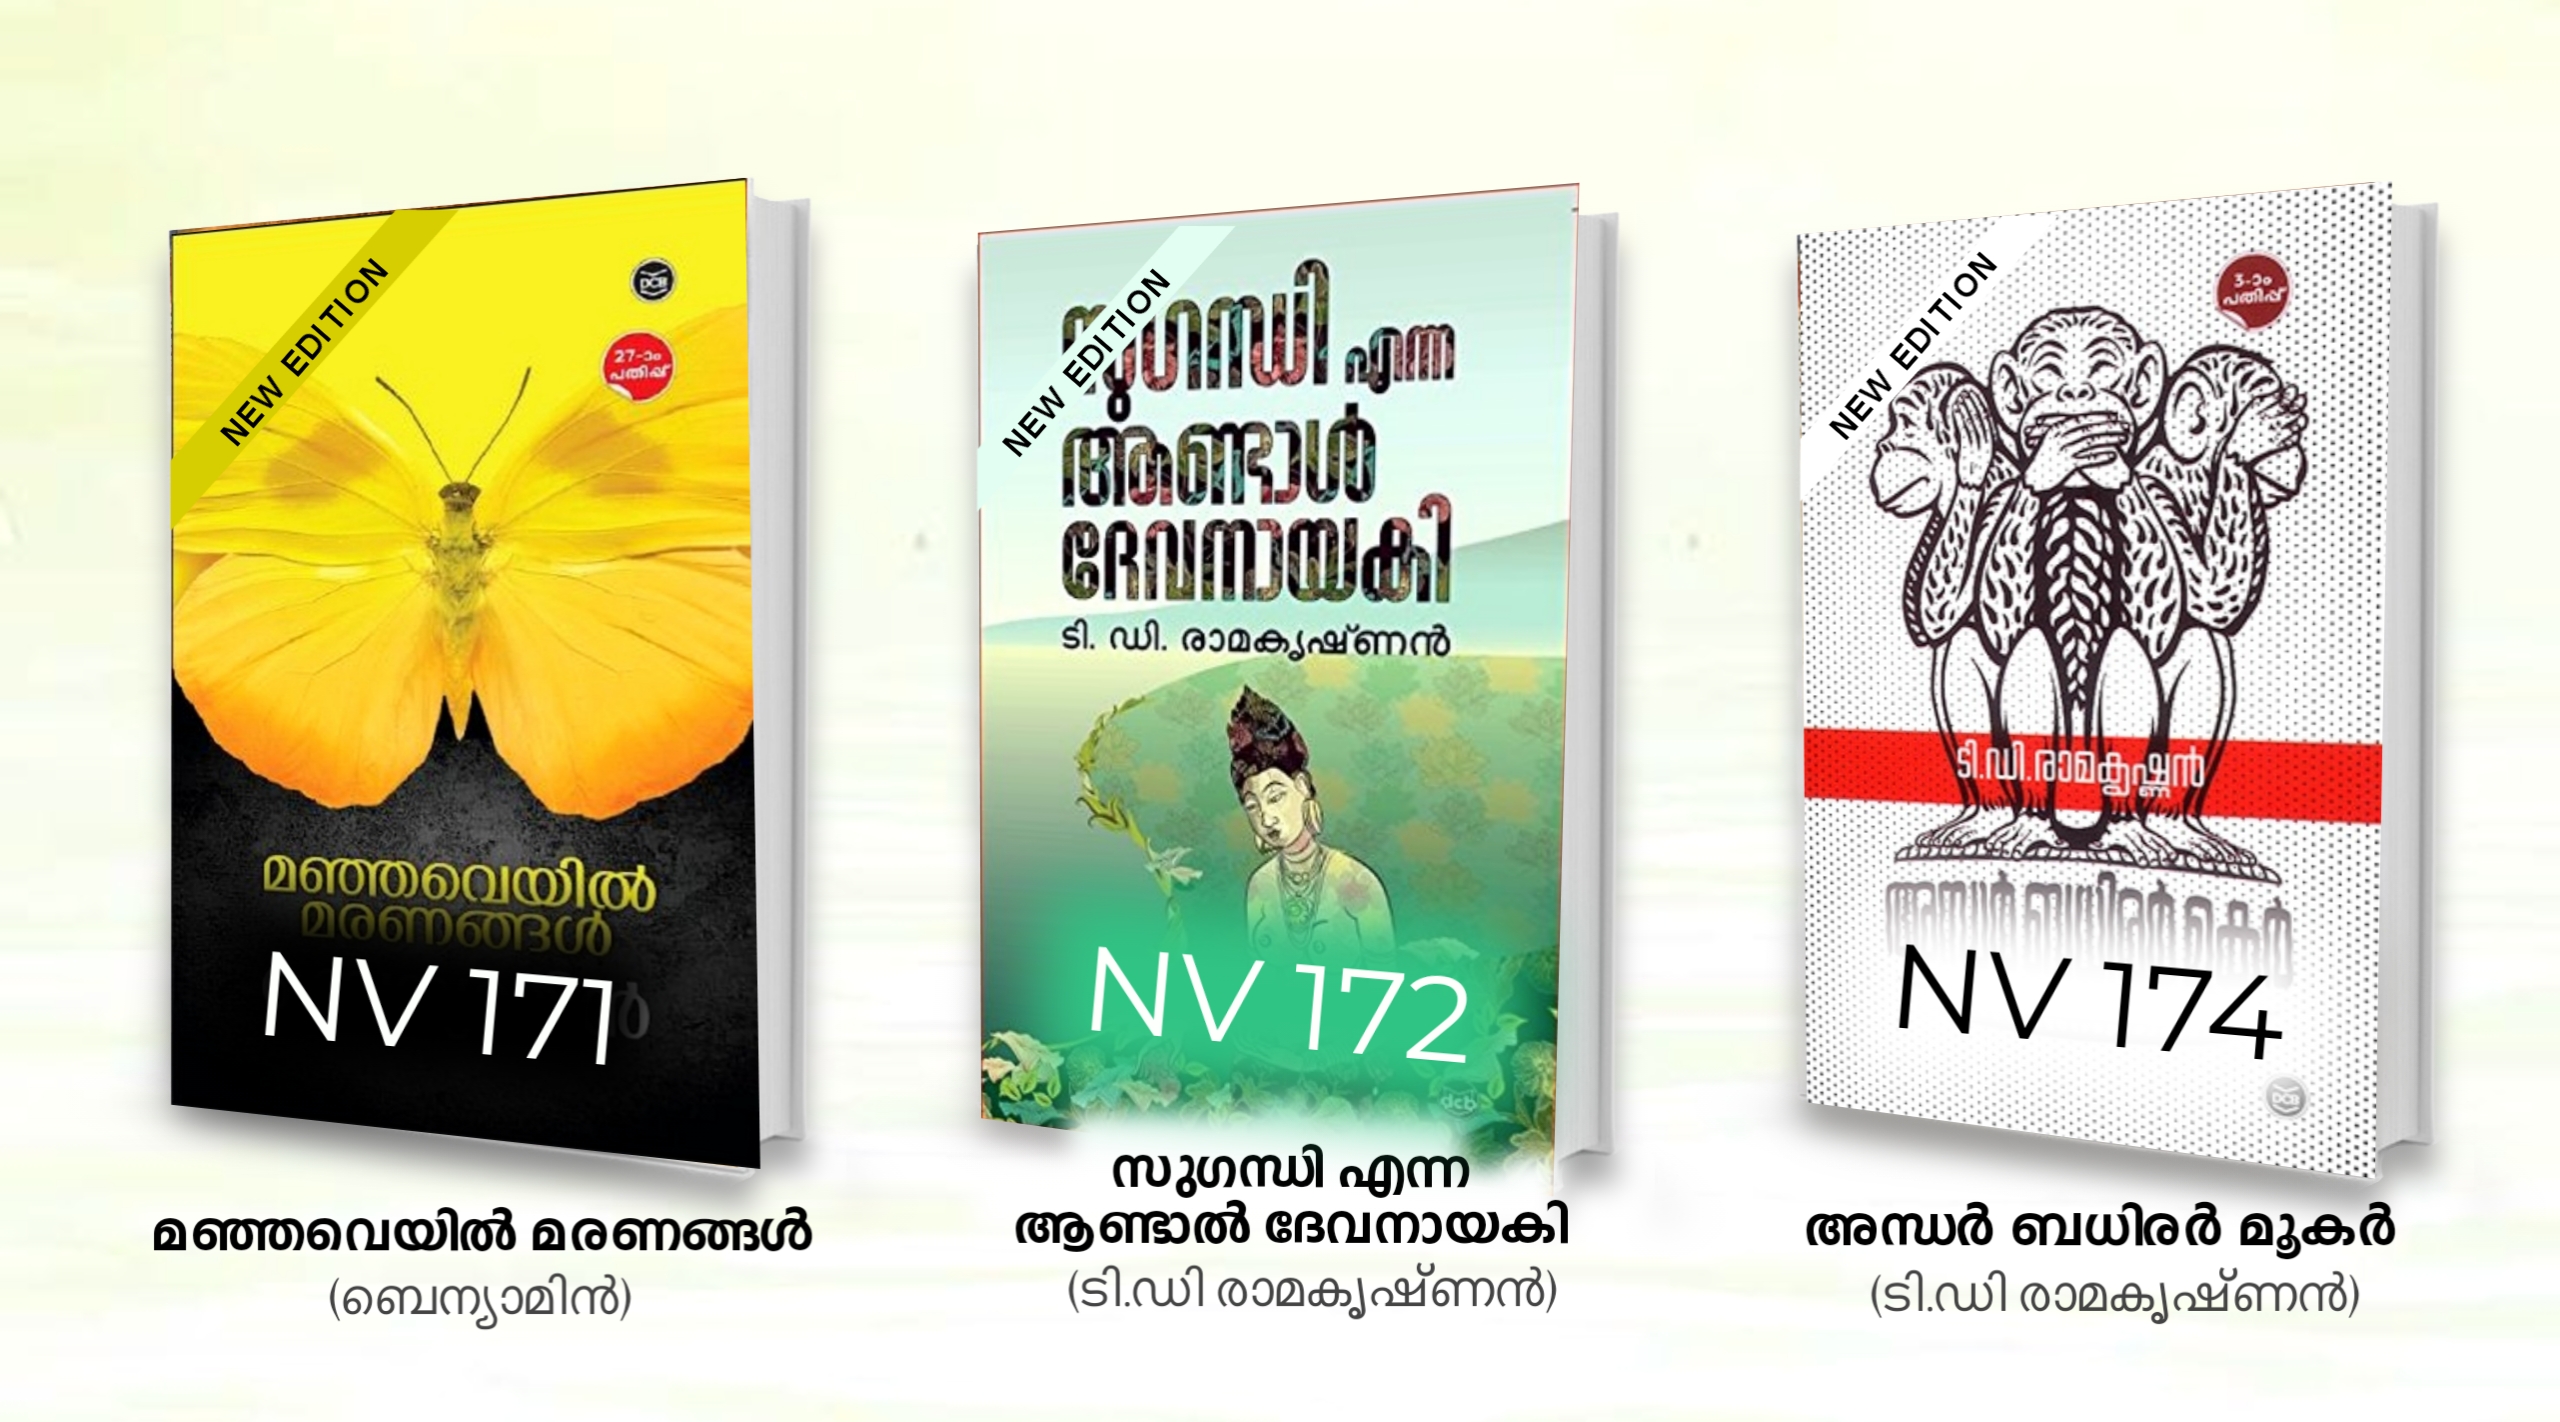 NEW EDITION
DCB
27-ാം
പതിപ്പ്
മഞ്ഞവെയിൽ
മരണങ്ങൾ
NV 171
മഞ്ഞവെയിൽ മരണങ്ങൾ
(ബെന്യാമിൻ)
NEW EDITION
സുഗന്ധി എന്ന
ആണ്ടാൾ
ദേവനായകി
ടി. ഡി. രാമകൃഷ്ണൻ
NV 172
dcb
സുഗന്ധി എന്ന
ആണ്ടാൽ ദേവനായകി
(ടി.ഡി രാമകൃഷ്ണൻ)
NEW EDITION
3-ാം
പതിപ്പ്
ടി.ഡി.രാമകൃഷ്ണൻ
അന്ധർ ബധിരർ മൂകർ
NV 174
DCB
അന്ധർ ബധിരർ മൂകർ
(ടി.ഡി രാമകൃഷ്ണൻ)